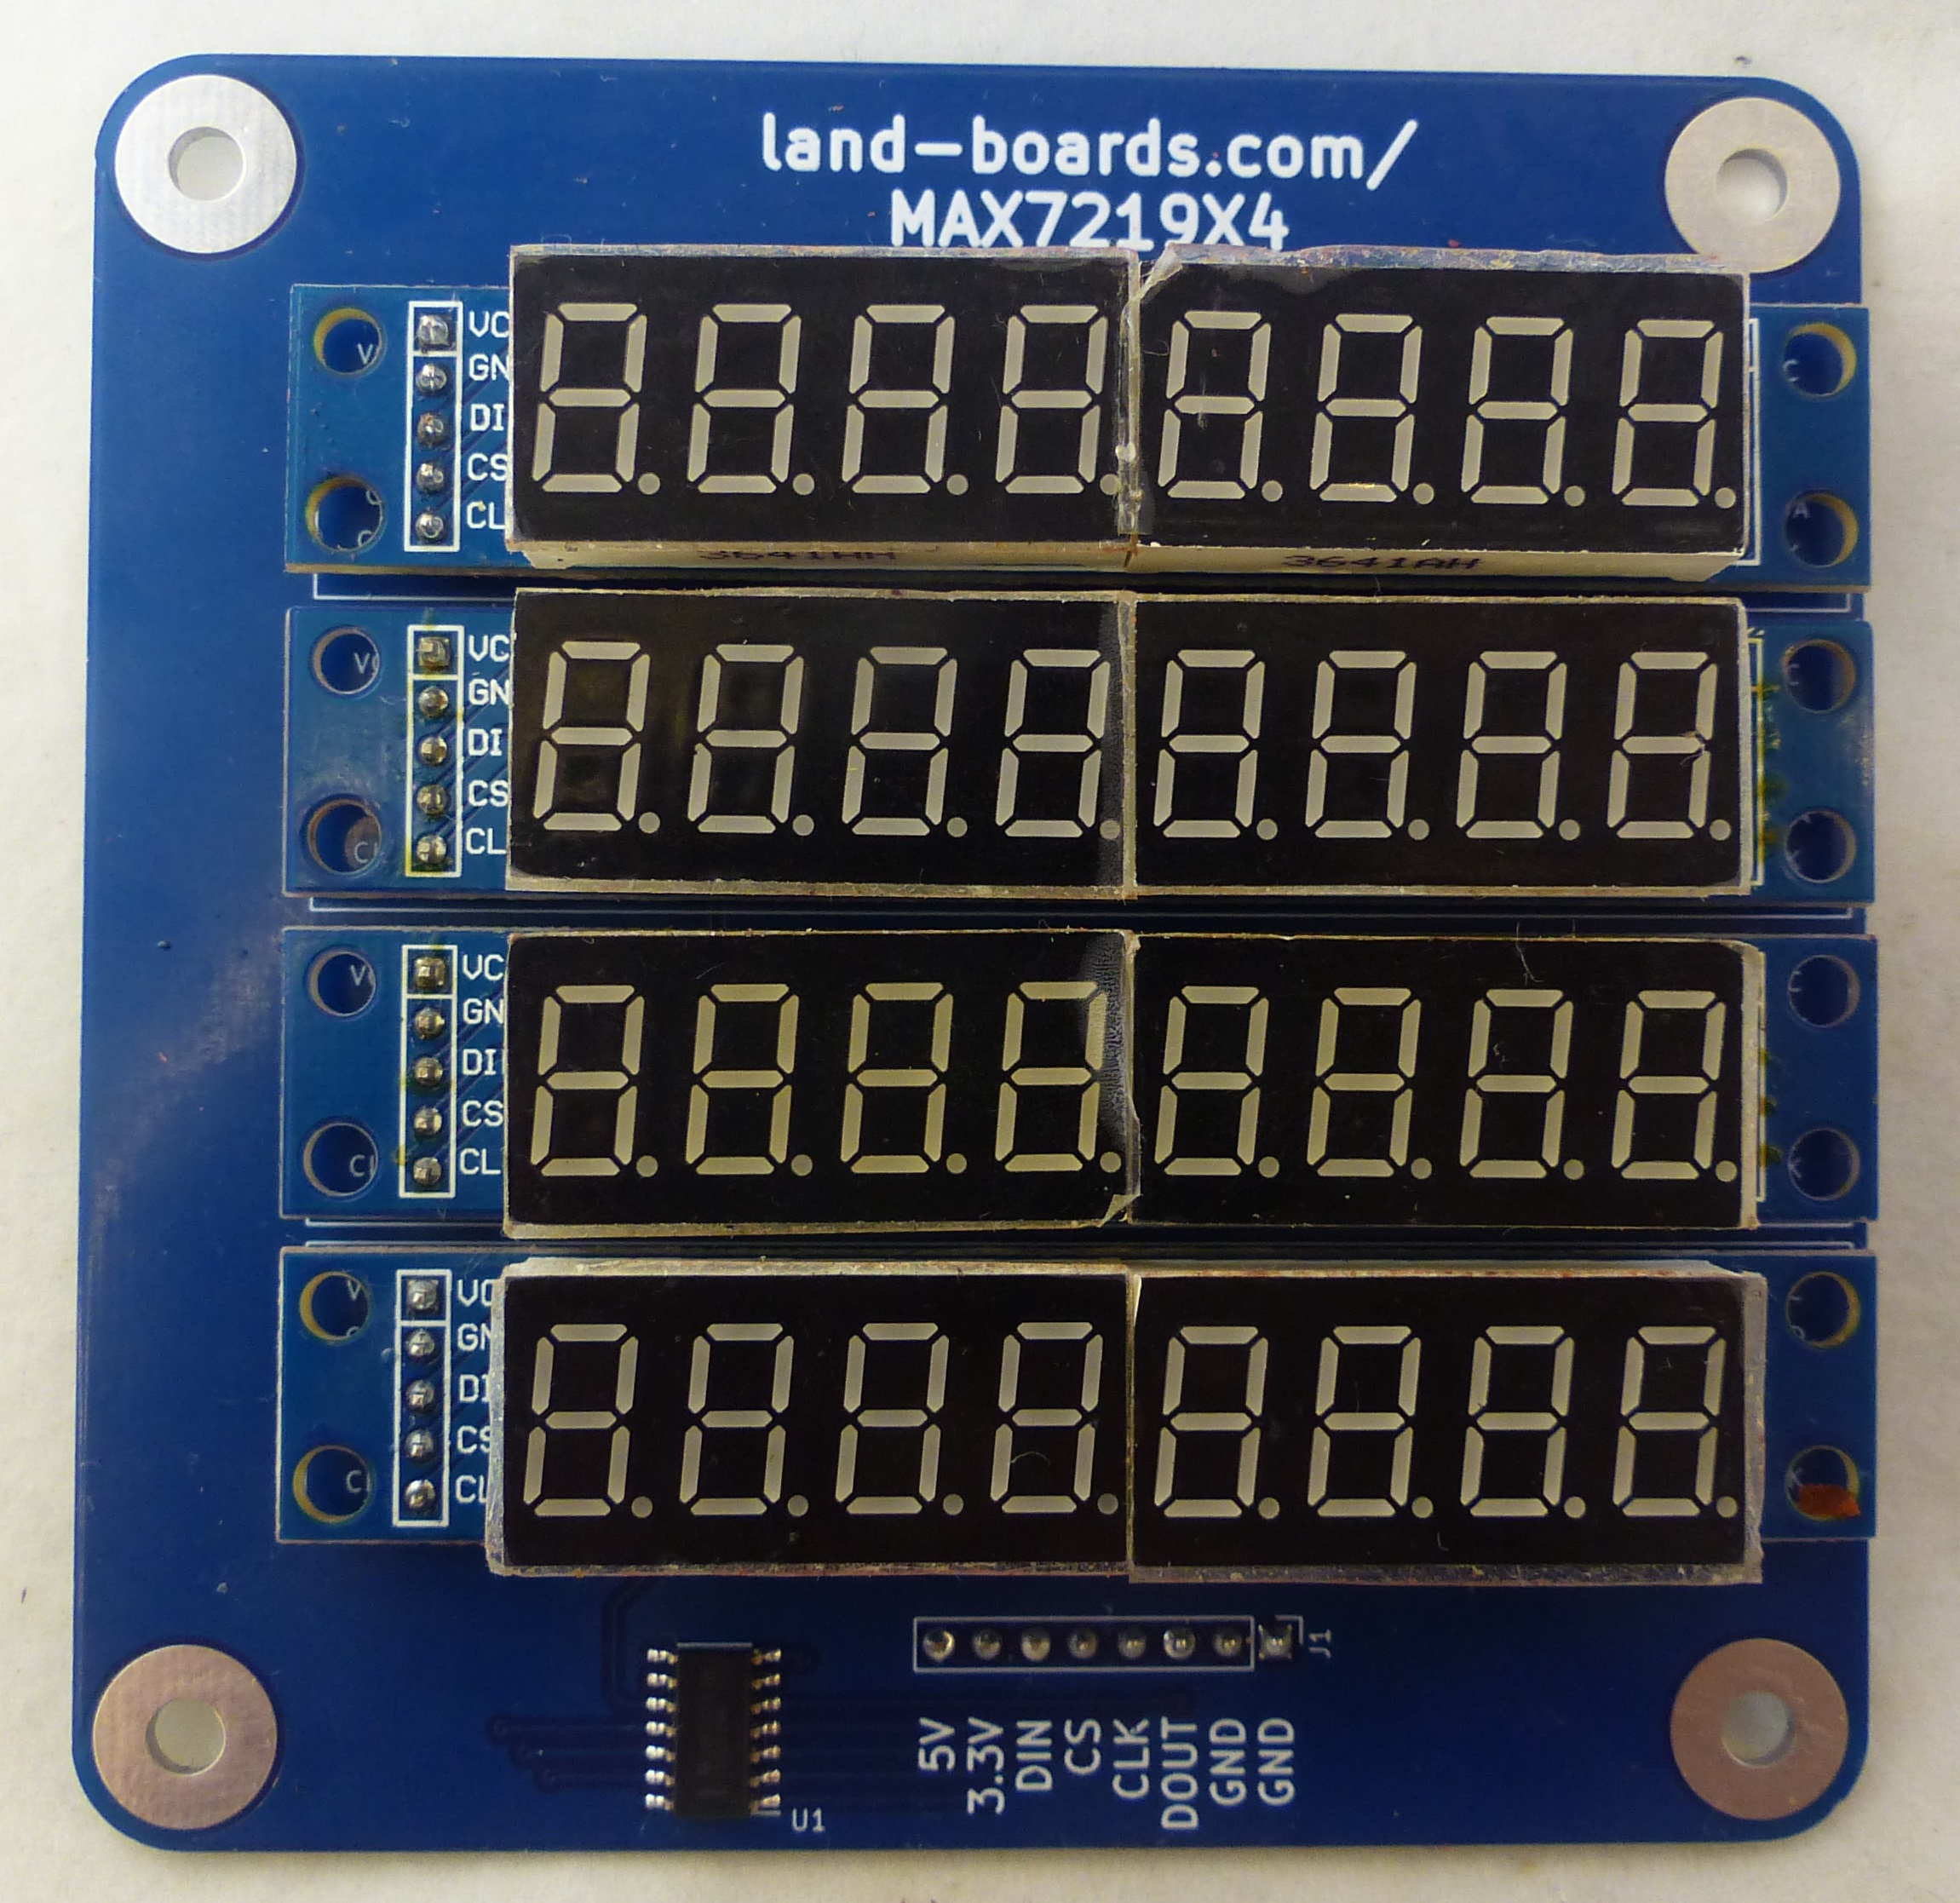 land-boards.com/
MAX7219X4
VC
GN
DI
CS
CL
3641AH
3641AH
VC
GN
DI
CS
CL
VC
GN
DI
CS
CL
VC
GN
DI
CS
CL
J1
5V
3.3V
DIN
CS
CLK
DOUT
GND
GND
U1